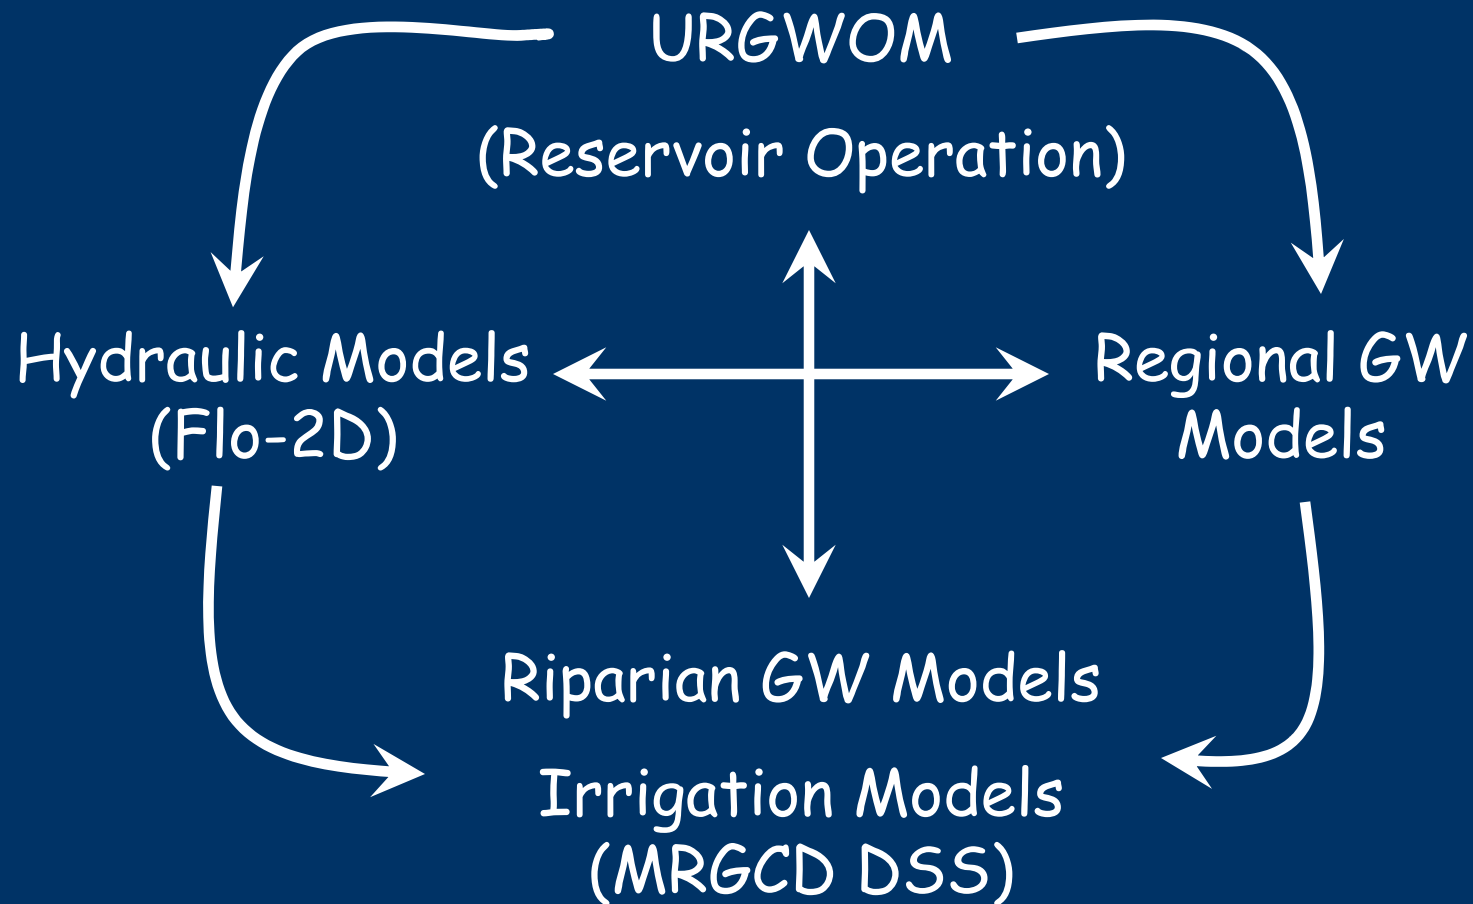 URGWOM
(Reservoir Operation)
Hydraulic Models
(Flo-2D)
Regional GW
Models
Riparian GW Models
Irrigation Models
(MRGCD DSS)